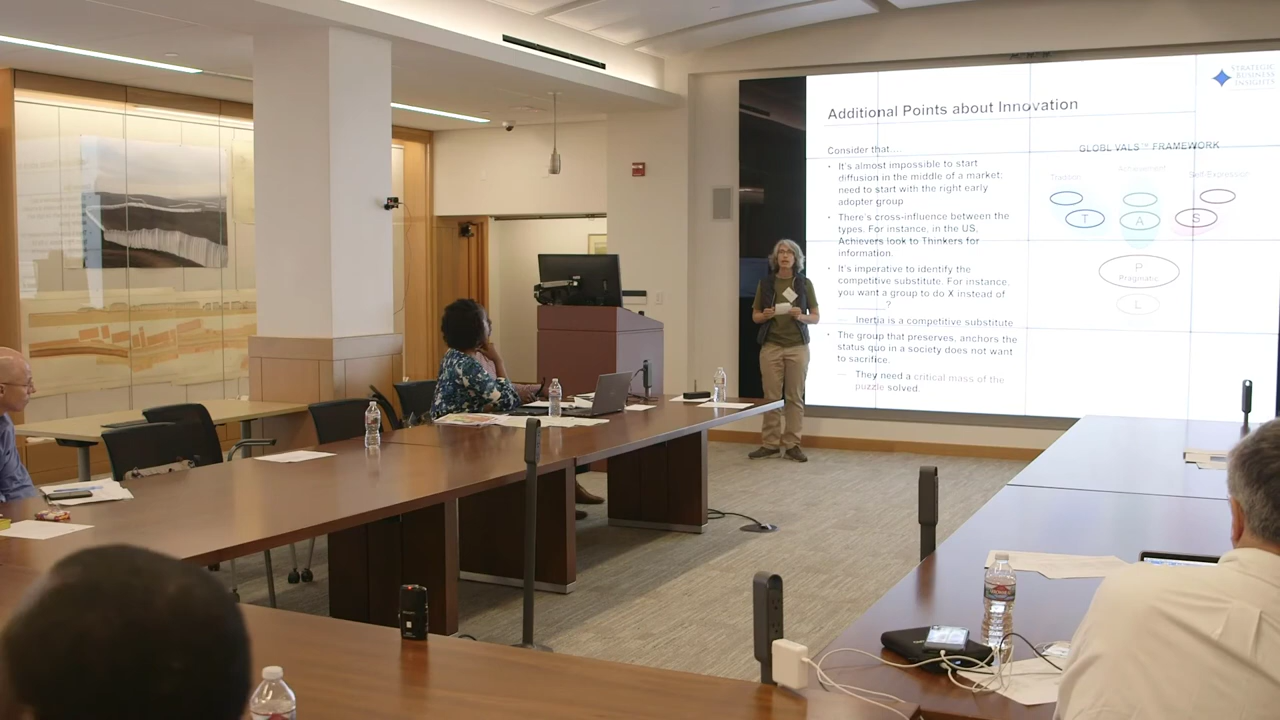 STRATEGIC
BUSINESS
INSIGHTS
Additional Points about Innovation
Consider that....
• It's almost impossible to start
diffusion in the middle of a market;
need to start with the right early
adopter group
• There's cross-influence between the
types. For instance, in the US,
Achievers look to Thinkers for
information.
• It's imperative to identify the
competitive substitute. For instance,
you want a group to do X instead of
________?
— Inertia is a competitive substitute
• The group that preserves, anchors the
status quo in a society does not want
to sacrifice.
— They need a critical mass of the
puzzle solved.
GLOBL VALS™ FRAMEWORK
Tradition
Achievement
Self-Expression
T
A
S
P
Pragmatic
L